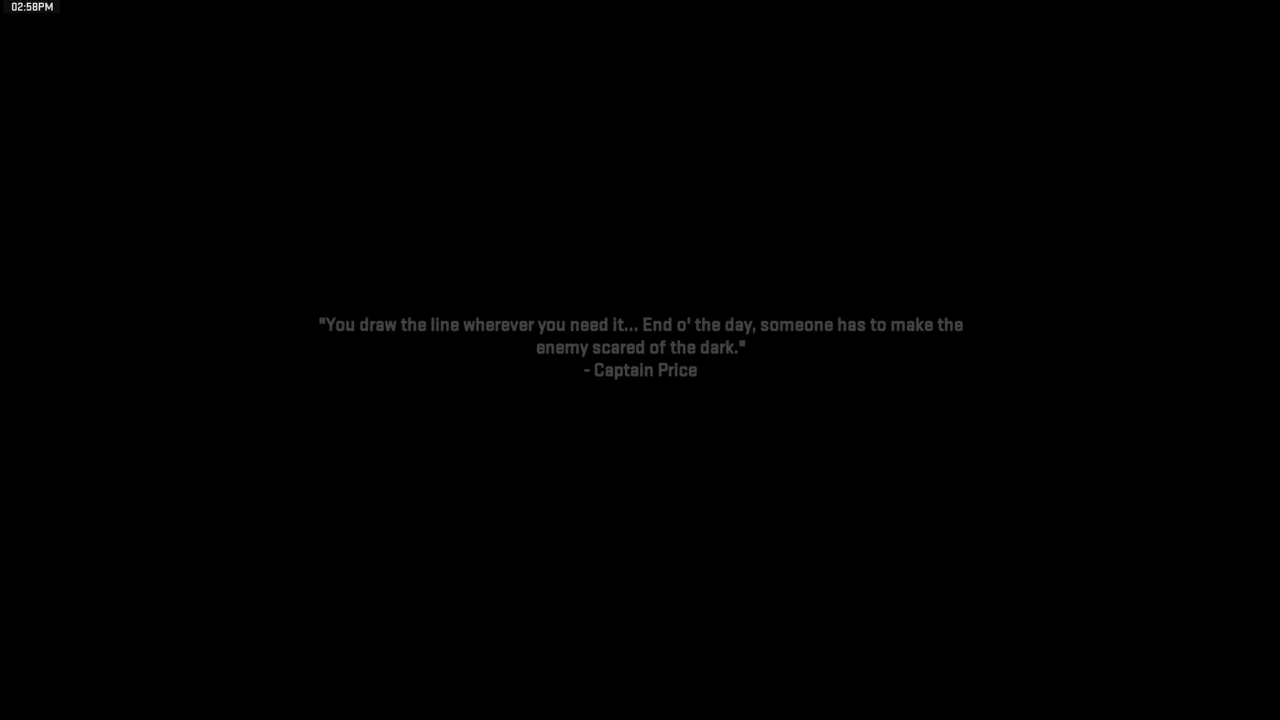 02:58PM
"You draw the line wherever you need it... End o' the day, someone has to make the
enemy scared of the dark."
- Captain Price